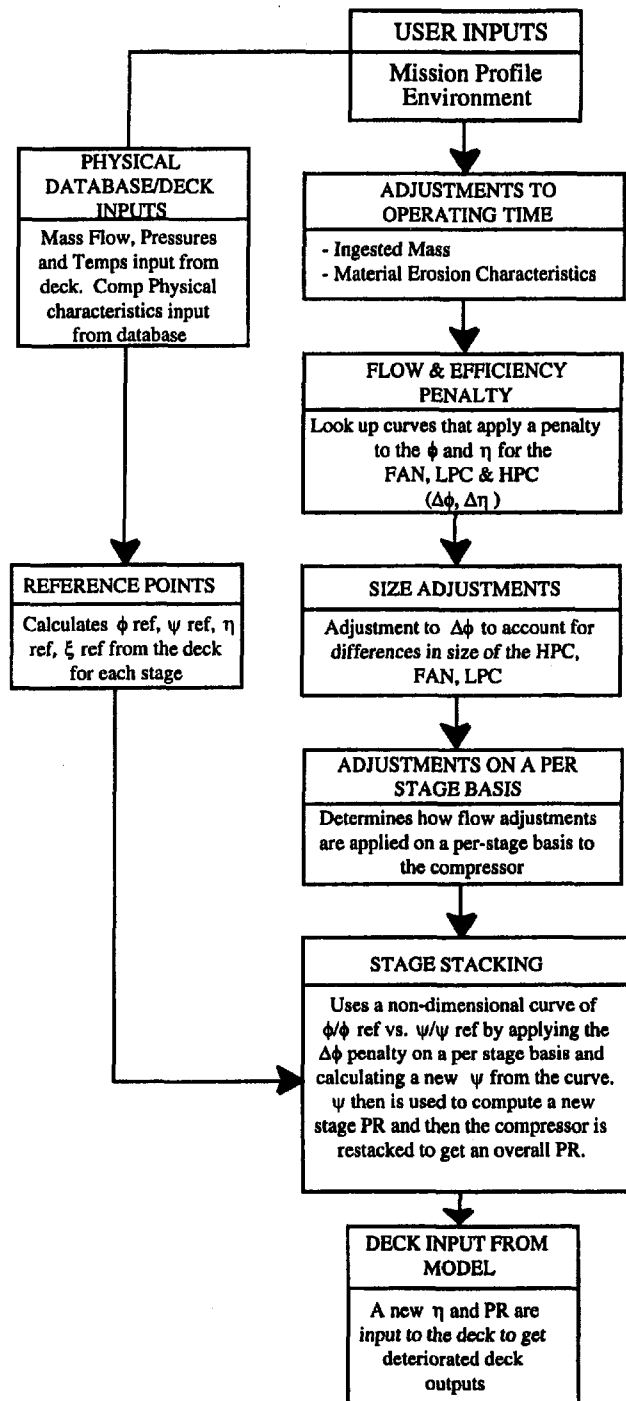 USER INPUTS
Mission Profile
Environment
PHYSICAL
DATABASE/DECK
INPUTS
Mass Flow, Pressures
and Temps input from
deck. Comp Physical
characteristics input
from database
ADJUSTMENTS TO
OPERATING TIME
- Ingested Mass
- Material Erosion Characteristics
FLOW & EFFICIENCY
PENALTY
Look up curves that apply a penalty
to the ϕ and η for the
FAN, LPC & HPC
(Δϕ, Δη )
REFERENCE POINTS
Calculates ϕ ref, ψ ref, η
ref, ξ ref from the deck
for each stage
SIZE ADJUSTMENTS
Adjustment to Δϕ to account for
differences in size of the HPC,
FAN, LPC
ADJUSTMENTS ON A PER
STAGE BASIS
Determines how flow adjustments
are applied on a per-stage basis to
the compressor
STAGE STACKING
Uses a non-dimensional curve of
ϕ/ϕ ref vs. ψ/ψ ref by applying the
Δϕ penalty on a per stage basis and
calculating a new ψ from the curve.
ψ then is used to compute a new
stage PR and then the compressor is
restacked to get an overall PR.
DECK INPUT FROM
MODEL
A new η and PR are
input to the deck to get
deteriorated deck
outputs